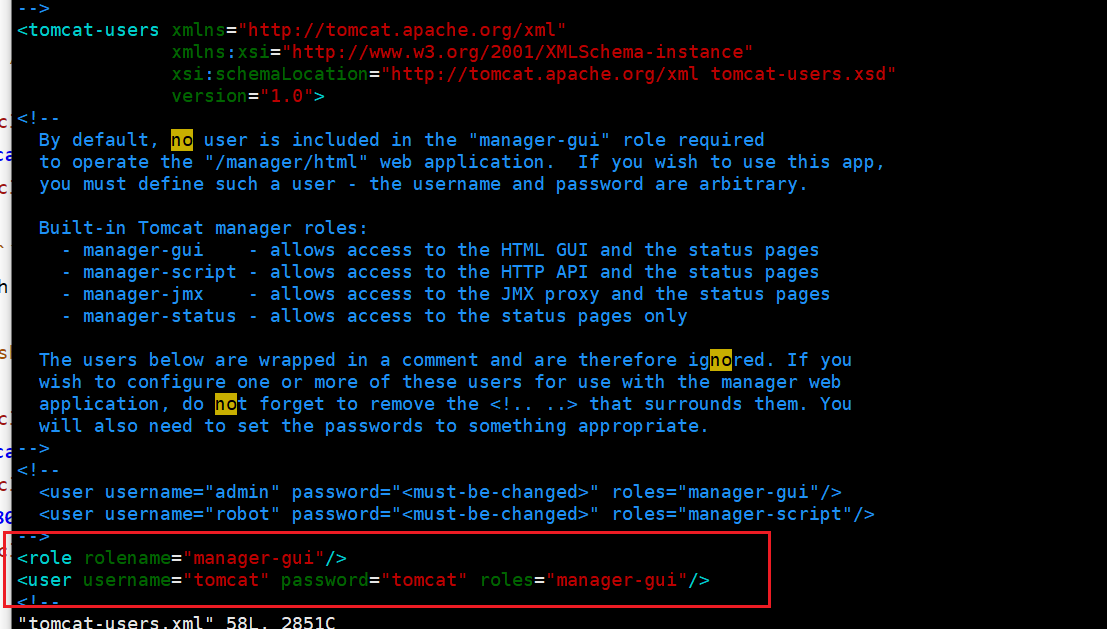 -->
<tomcat-users xmlns="http://tomcat.apache.org/xml"
xmlns:xsi="http://www.w3.org/2001/XMLSchema-instance"
xsi:schemaLocation="http://tomcat.apache.org/xml tomcat-users.xsd"
version="1.0">
<!--
By default, no user is included in the "manager-gui" role required
to operate the "/manager/html" web application.  If you wish to use this app,
you must define such a user - the username and password are arbitrary.

Built-in Tomcat manager roles:
- manager-gui    - allows access to the HTML GUI and the status pages
- manager-script - allows access to the HTTP API and the status pages
- manager-jmx    - allows access to the JMX proxy and the status pages
- manager-status - allows access to the status pages only

The users below are wrapped in a comment and are therefore ignored. If you
wish to configure one or more of these users for use with the manager web
application, do not forget to remove the <!.. ..> that surrounds them. You
will also need to set the passwords to something appropriate.
-->
<!--
<user username="admin" password="<must-be-changed>" roles="manager-gui"/>
<user username="robot" password="<must-be-changed>" roles="manager-script"/>
-->
<role rolename="manager-gui"/>
<user username="tomcat" password="tomcat" roles="manager-gui"/>
<!--
"tomcat-users.xml" 58L, 2851C